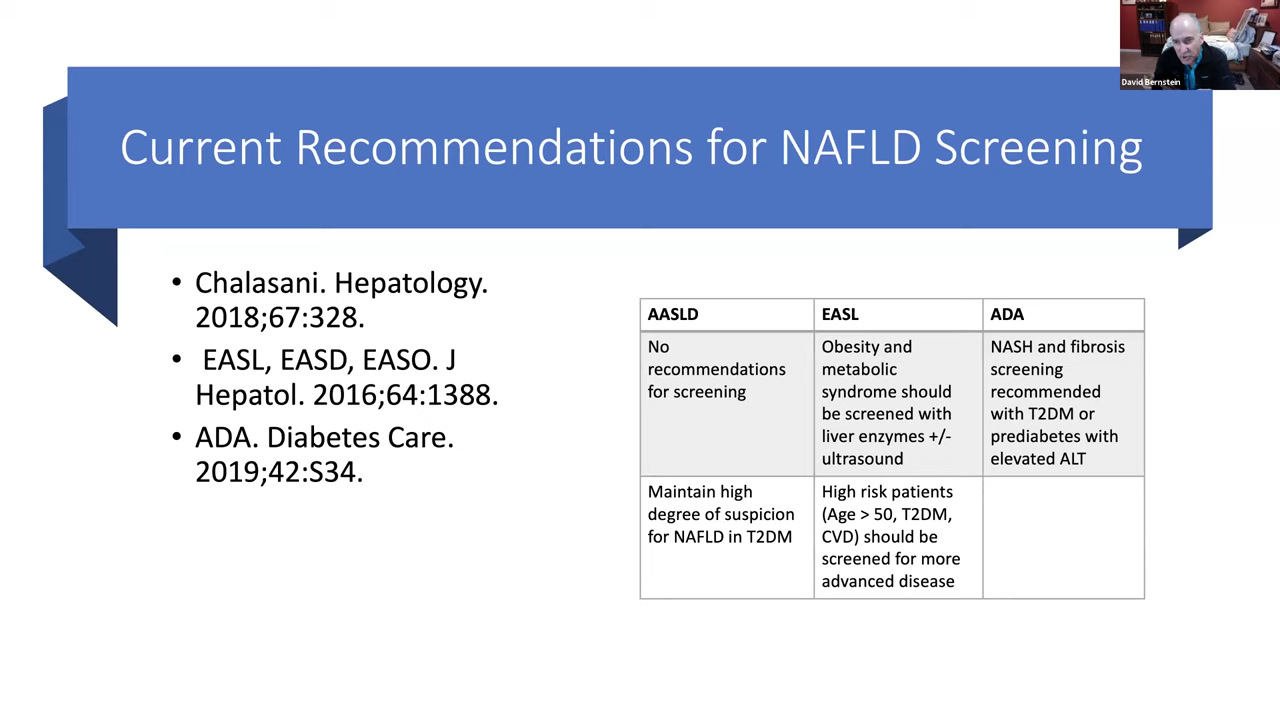 David Bernstein
Current Recommendations for NAFLD Screening
• Chalasani. Hepatology.
2018;67:328.
• EASL, EASD, EASO. J
Hepatol. 2016;64:1388.
• ADA. Diabetes Care.
2019;42:S34.
AASLD
EASL
ADA
No
recommendations
for screening
Obesity and
metabolic
syndrome should
be screened with
liver enzymes +/-
ultrasound
NASH and fibrosis
screening
recommended
with T2DM or
prediabetes with
elevated ALT
Maintain high
degree of suspicion
for NAFLD in T2DM
High risk patients
(Age > 50, T2DM,
CVD) should be
screened for more
advanced disease